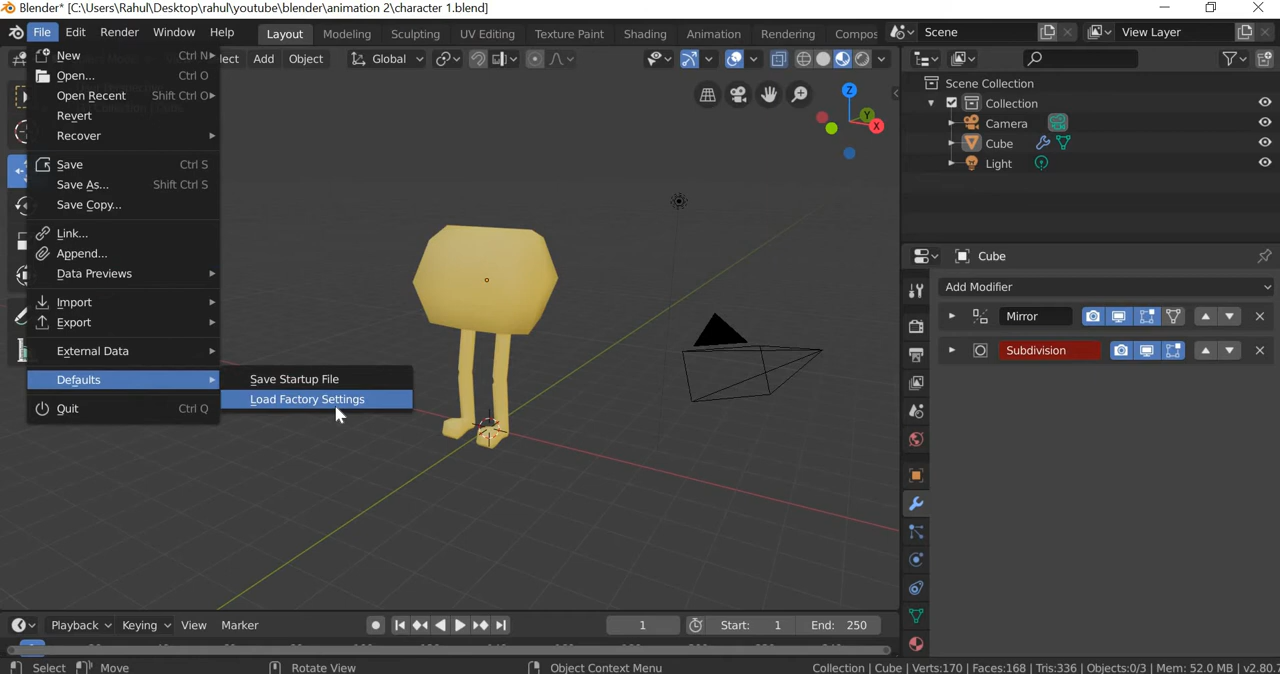 Blender* [C:\Users\Rahul\Desktop\rahul\youtube\blender\animation 2\character 1.blend]
File Edit Render Window Help Layout Modeling Sculpting UV Editing Texture Paint Shading Animation Rendering Compos Scene View Layer
lect Add Object Global
New Ctrl N
Open... Ctrl O
Open Recent Shift Ctrl O
Revert
Recover
Save Ctrl S
Save As... Shift Ctrl S
Save Copy...
Link...
Append...
Data Previews
Import
Export
External Data
Defaults
Quit Ctrl Q
Save Startup File
Load Factory Settings
Z
Y
X
Scene Collection
Collection
Camera
Cube
Light
Cube
Add Modifier
Mirror
Subdivision
Playback Keying View Marker 1 Start: 1 End: 250
Select Move Rotate View Object Context Menu Collection | Cube | Verts:170 | Faces:168 | Tris:336 | Objects:0/3 | Mem: 52.0 MB | v2.80.7